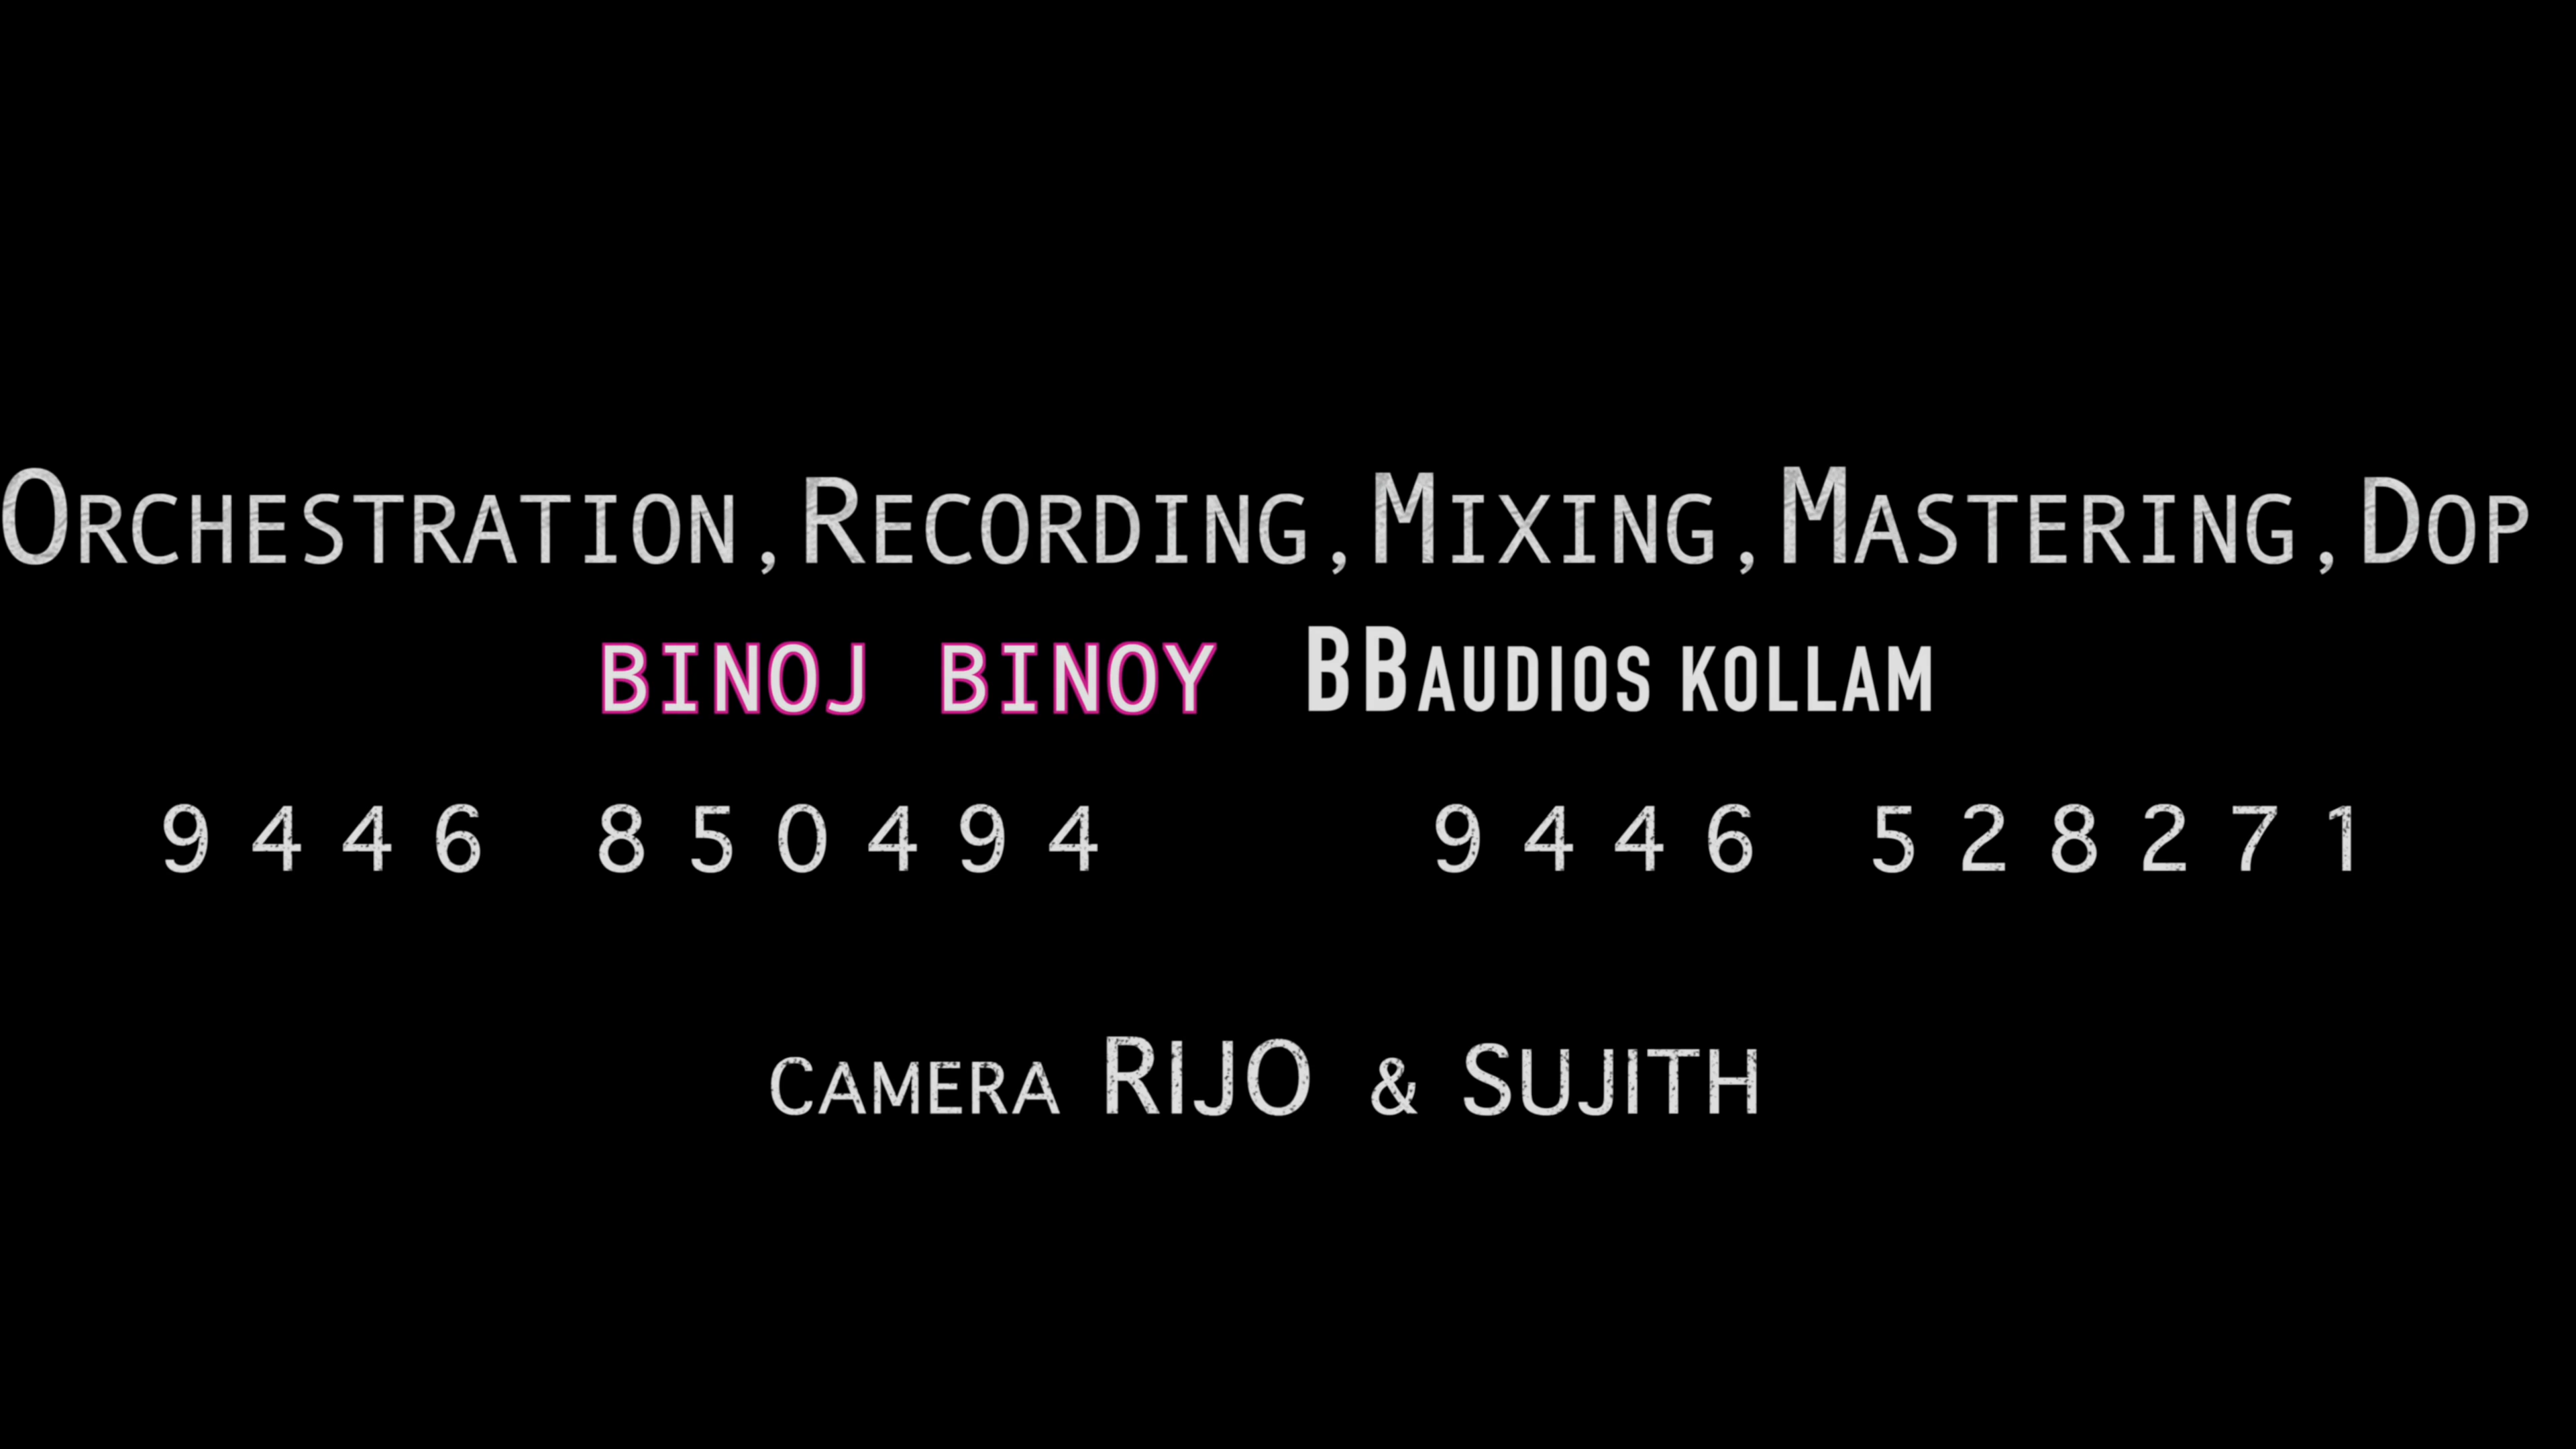 Orchestration,Recording,Mixing,Mastering,Dop
BINOJ BINOY BBaudios kollam
9446 850494 9446 528271
camera RIJO & SUJITH